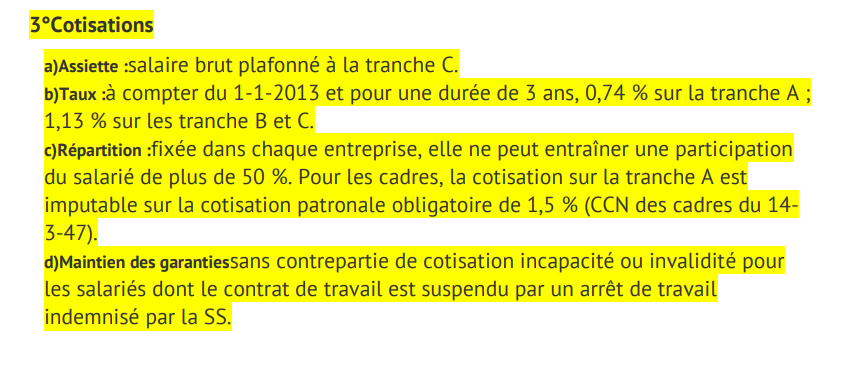 3°Cotisations
a)Assiette :salaire brut plafonné à la tranche C.
b)Taux :à compter du 1-1-2013 et pour une durée de 3 ans, 0,74 % sur la tranche A ;
1,13 % sur les tranche B et C.
c)Répartition :fixée dans chaque entreprise, elle ne peut entraîner une participation
du salarié de plus de 50 %. Pour les cadres, la cotisation sur la tranche A est
imputable sur la cotisation patronale obligatoire de 1,5 % (CCN des cadres du 14-
3-47).
d)Maintien des garantiessans contrepartie de cotisation incapacité ou invalidité pour
les salariés dont le contrat de travail est suspendu par un arrêt de travail
indemnisé par la SS.